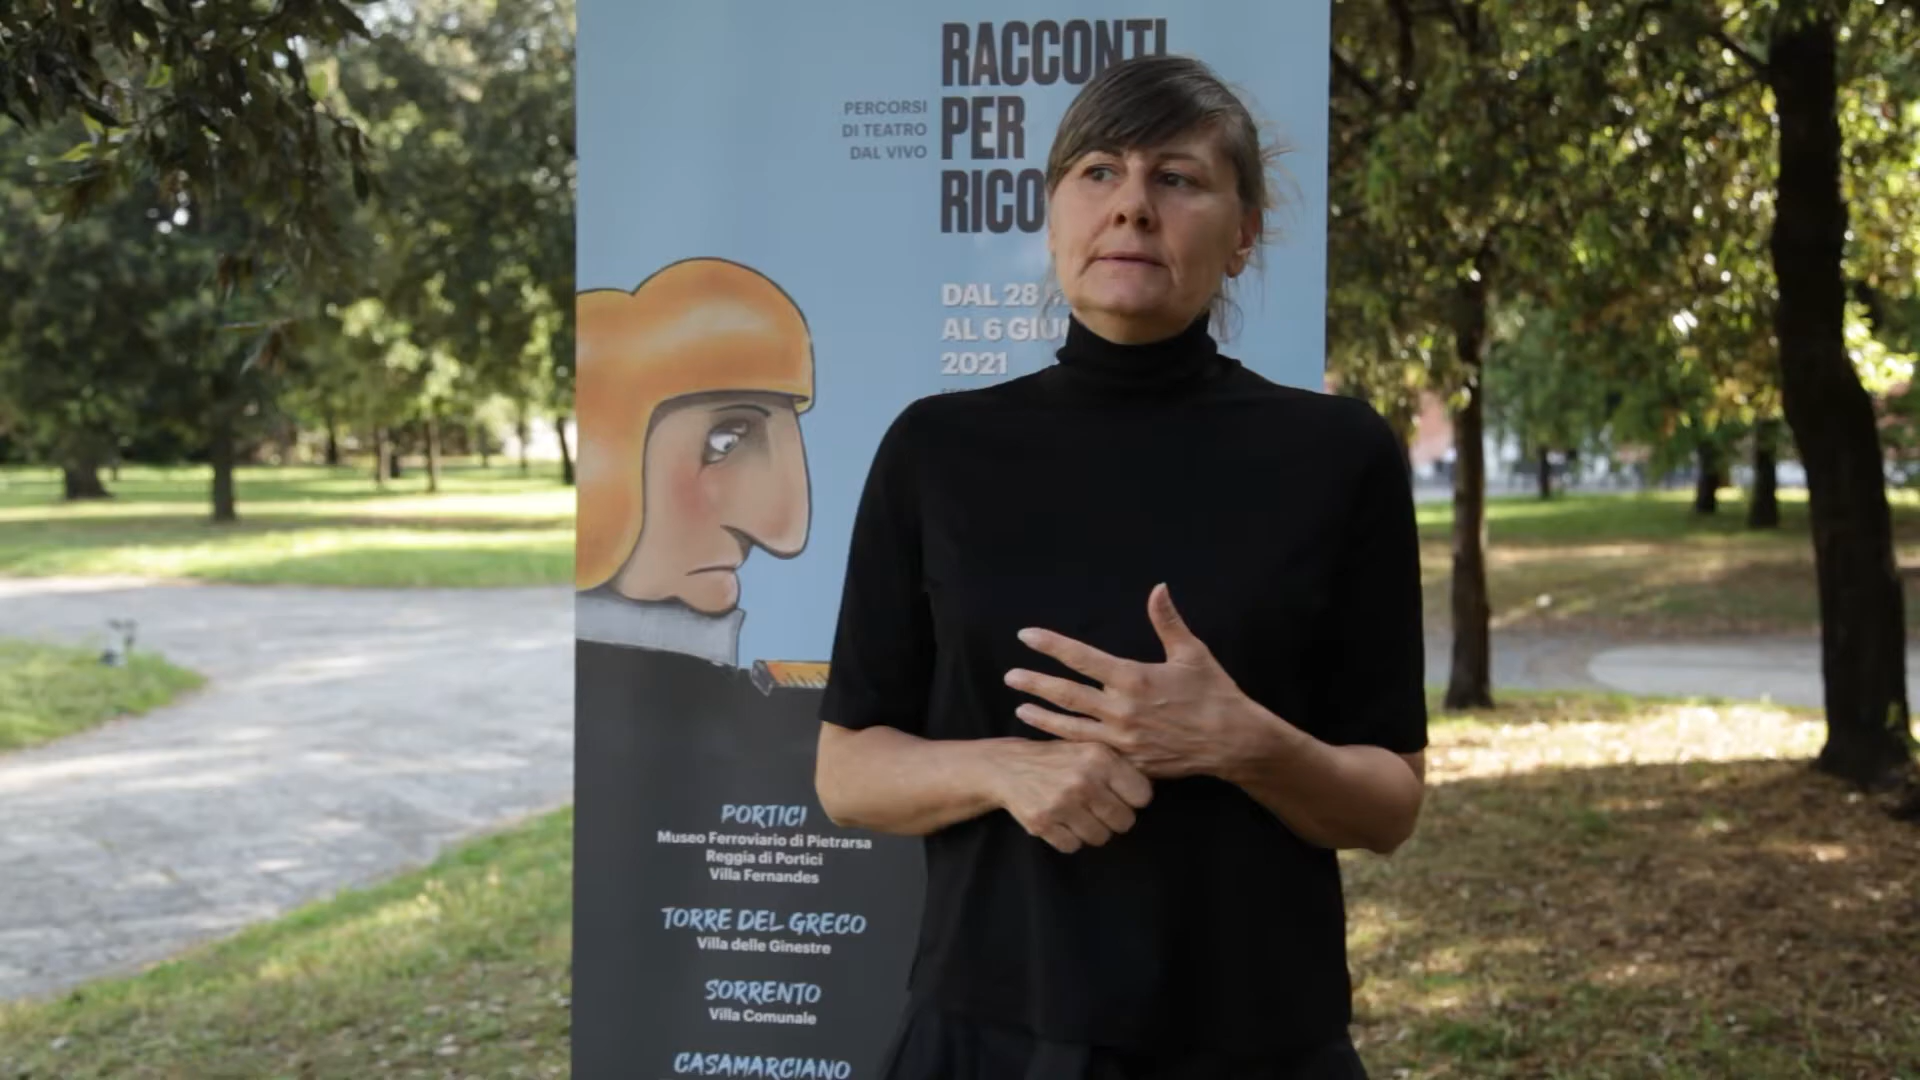 RACCONTI
PERCORSI
DI TEATRO
DAL VIVO
PER
RICO
DAL 28
AL 6 GIUG
2021
PORTICI
Museo Ferroviario di Pietrarsa
Reggia di Portici
Villa Fernandes
TORRE DEL GRECO
Villa delle Ginestre
SORRENTO
Villa Comunale
CASAMARCIANO